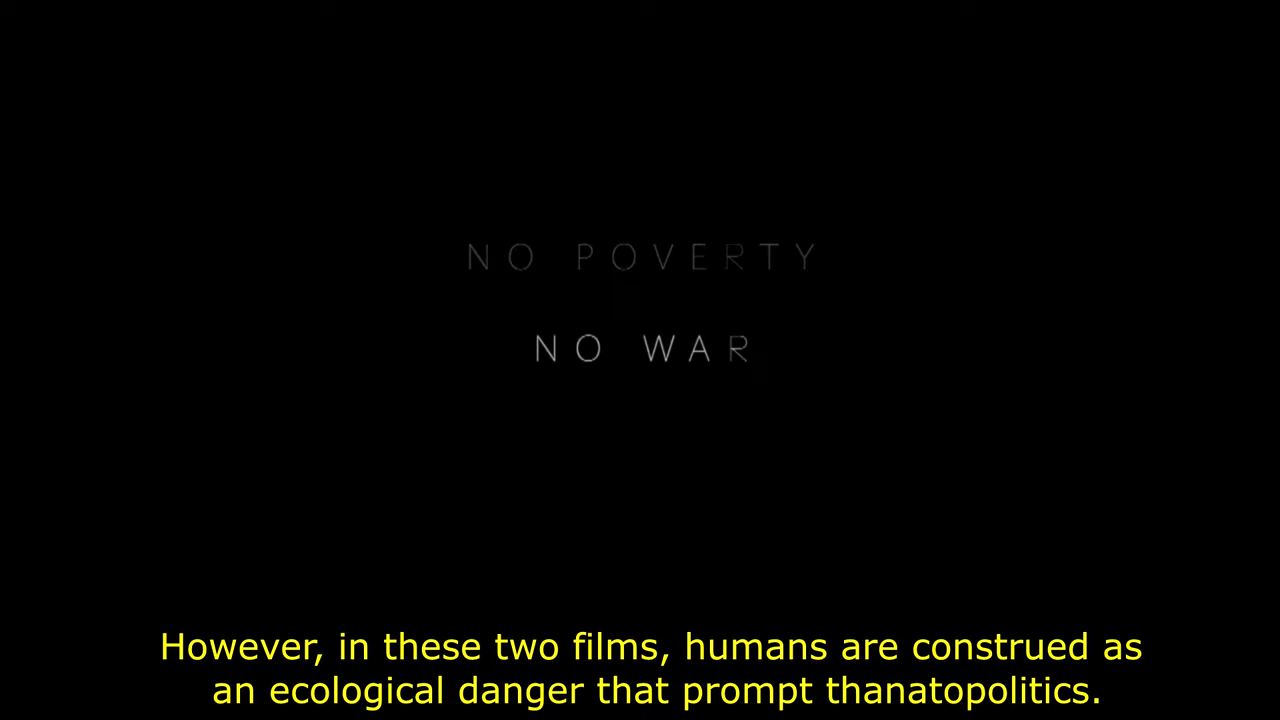 NO POVERTY
NO WAR
However, in these two films, humans are construed as
an ecological danger that prompt thanatopolitics.